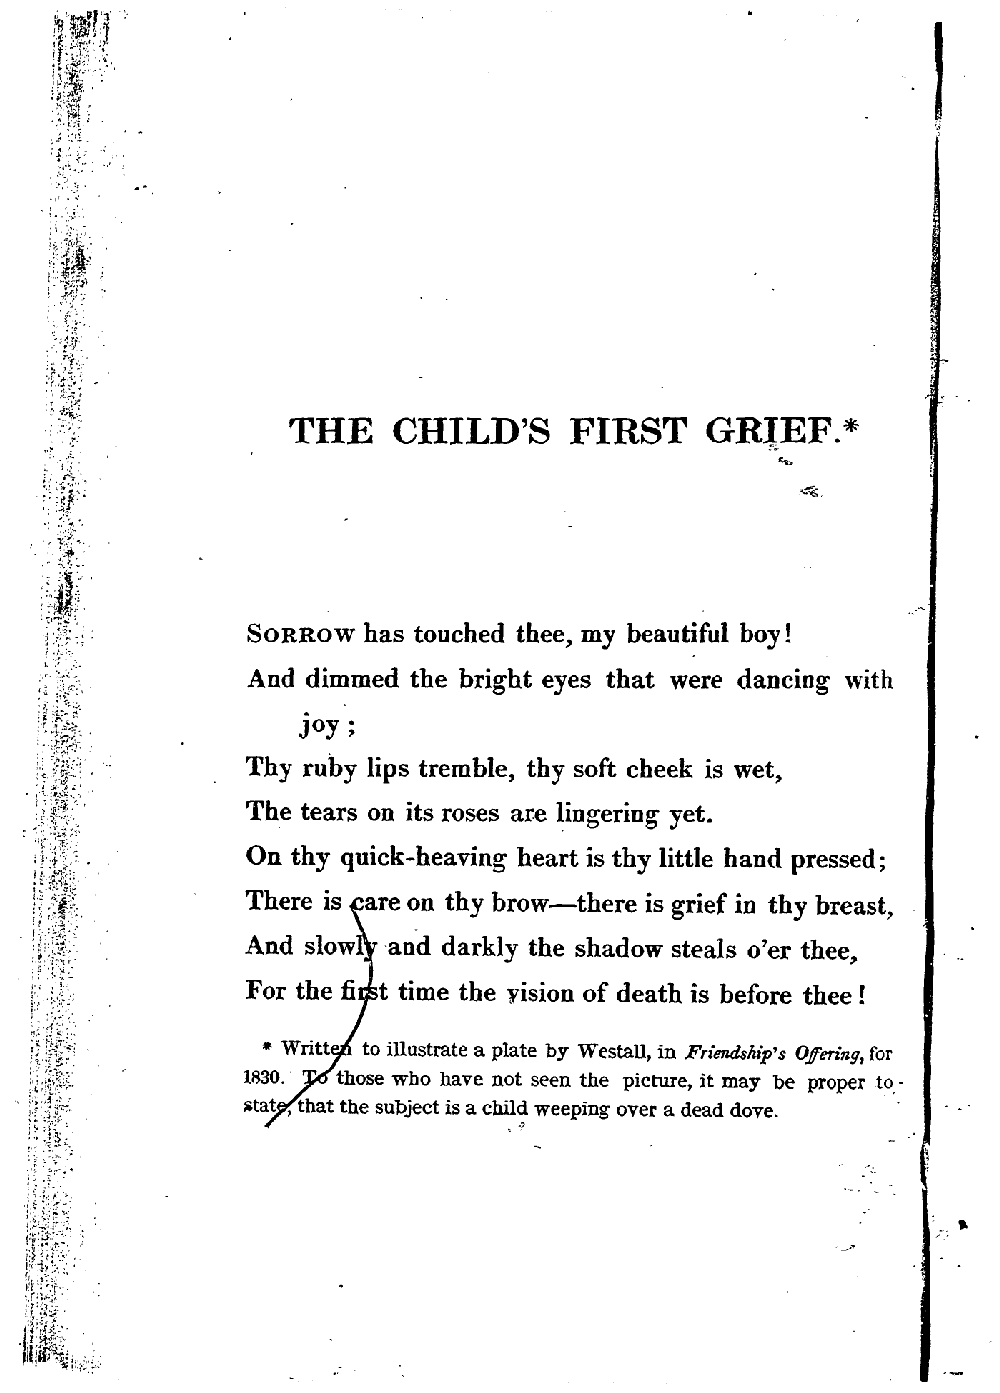 THE CHILD'S FIRST GRIEF.*
SORROW has touched thee, my beautiful boy!
And dimmed the bright eyes that were dancing with
joy;
Thy ruby lips tremble, thy soft cheek is wet,
The tears on its roses are lingering yet.
On thy quick-heaving heart is thy little hand pressed;
There is care on thy brow—there is grief in thy breast,
And slowly and darkly the shadow steals o'er thee,
For the first time the vision of death is before thee!
* Written to illustrate a plate by Westall, in Friendship's Offering, for
1830. To those who have not seen the picture, it may be proper to
state, that the subject is a child weeping over a dead dove.